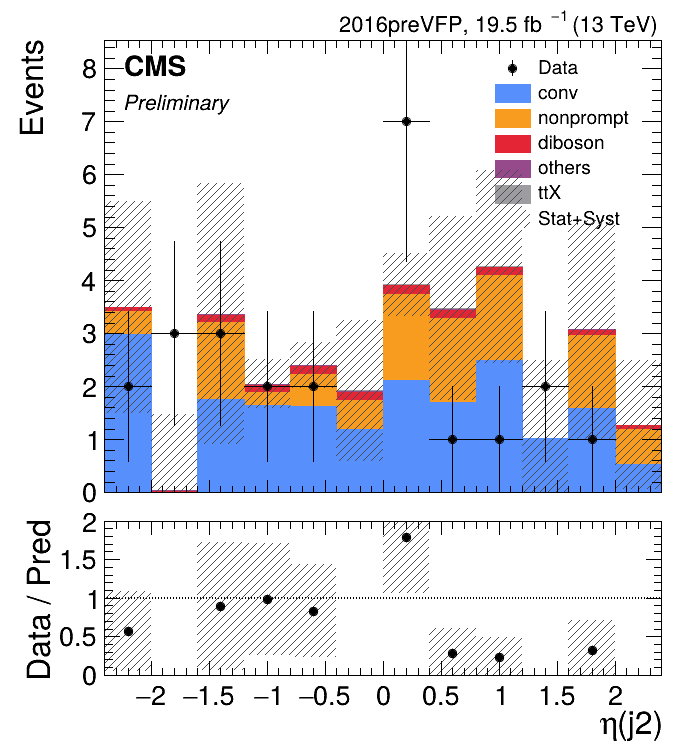 2016preVFP, 19.5 fb⁻¹ (13 TeV)
CMS
Preliminary
Events
8
7
6
5
4
3
2
1
0
Data
conv
nonprompt
diboson
others
ttX
Stat+Syst
Data / Pred
2
1.5
1
0.5
0
−2 −1.5 −1 −0.5 0 0.5 1 1.5 2
η(j2)